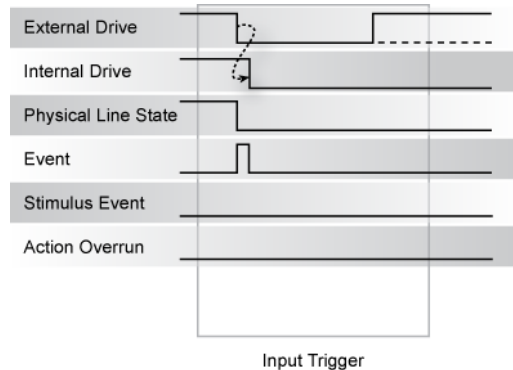 External Drive
Internal Drive
Physical Line State
Event
Stimulus Event
Action Overrun
Input Trigger